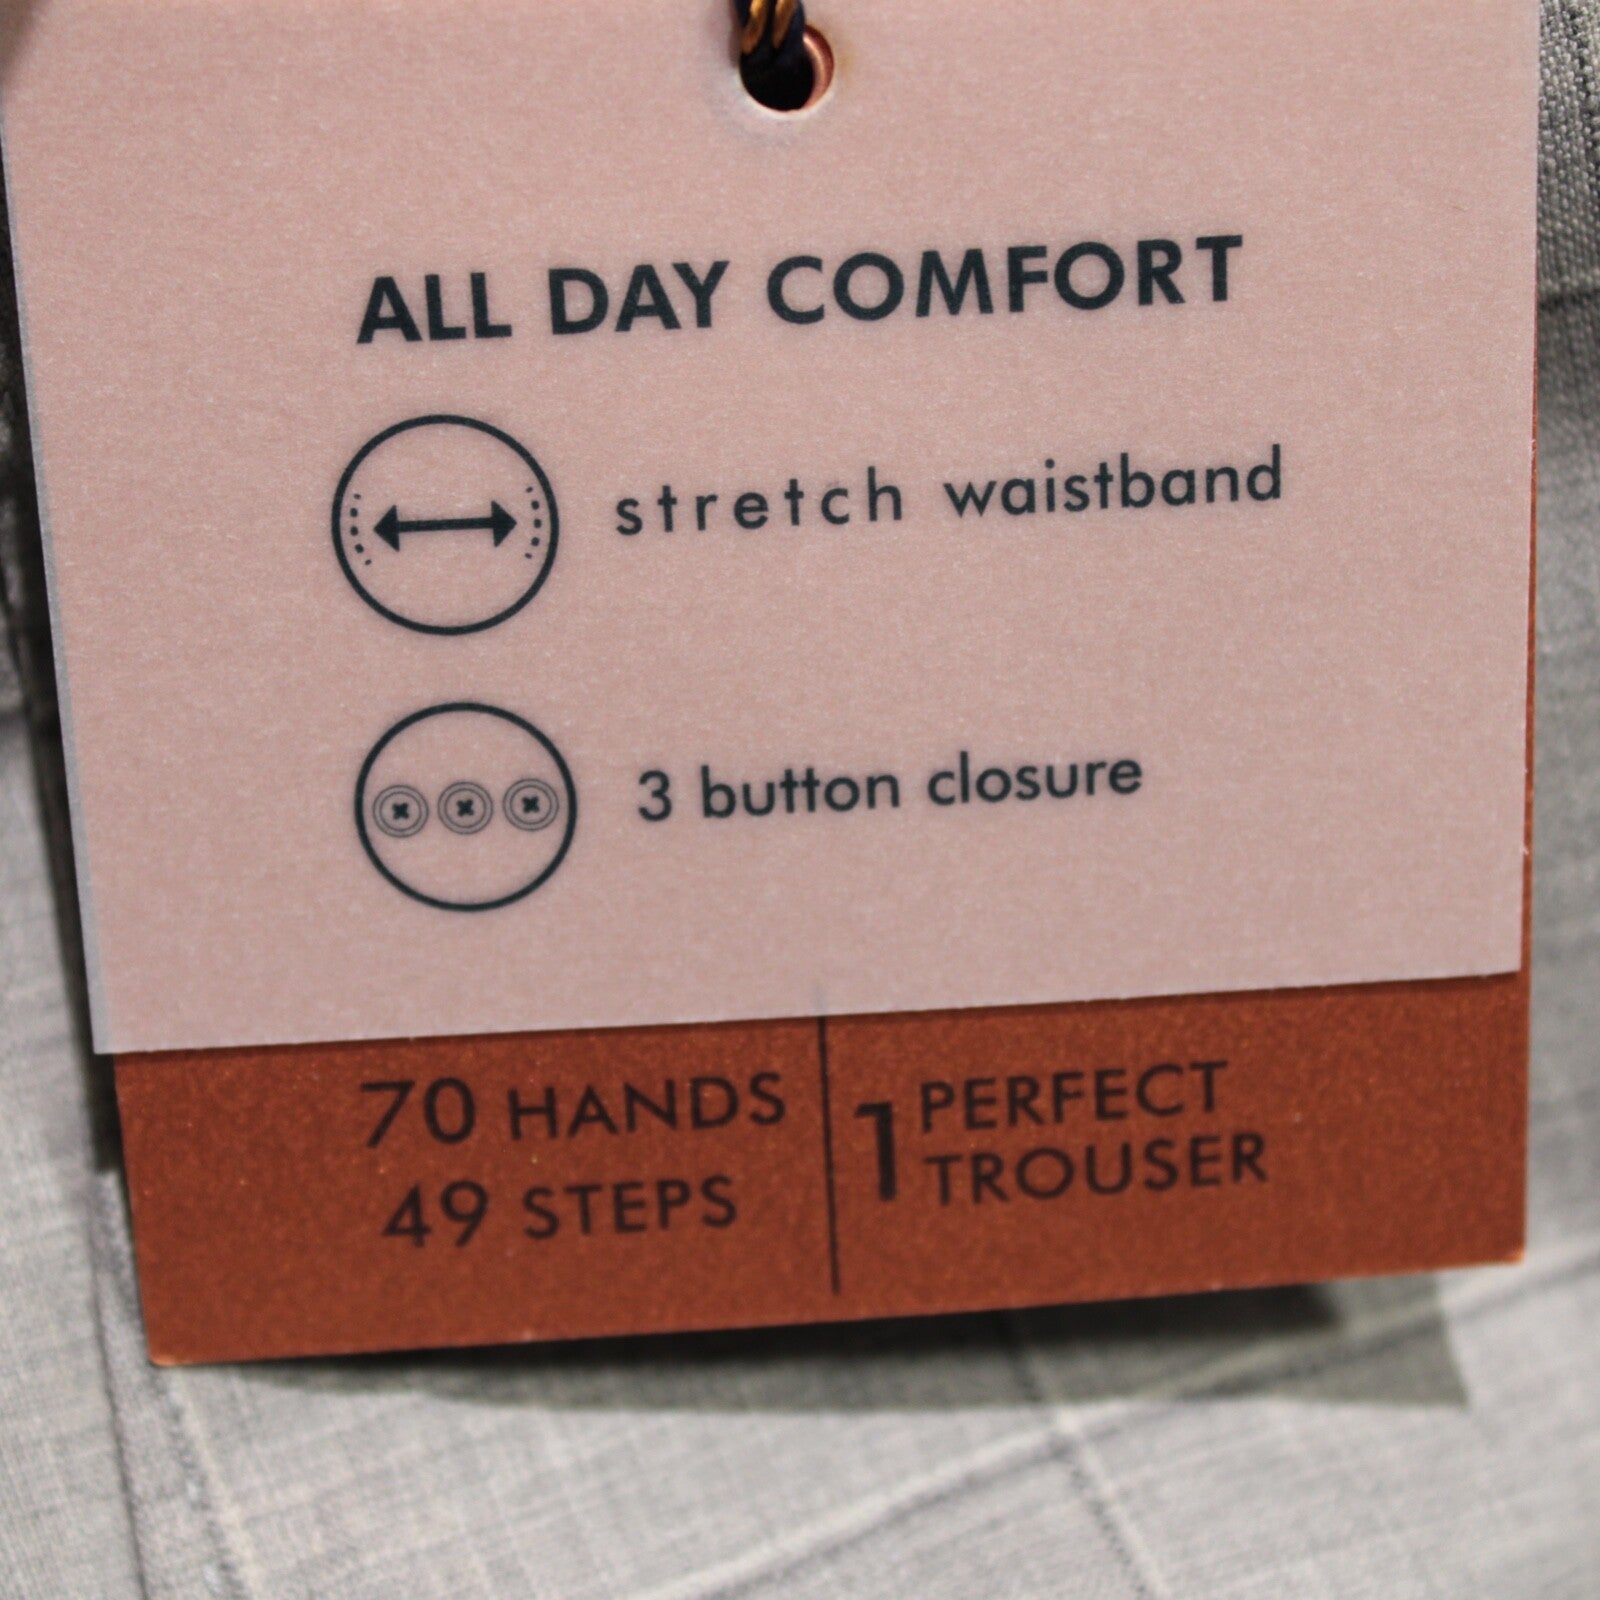 ALL DAY COMFORT
stretch waistband
3 button closure
70 HANDS
49 STEPS
1 PERFECT
TROUSER